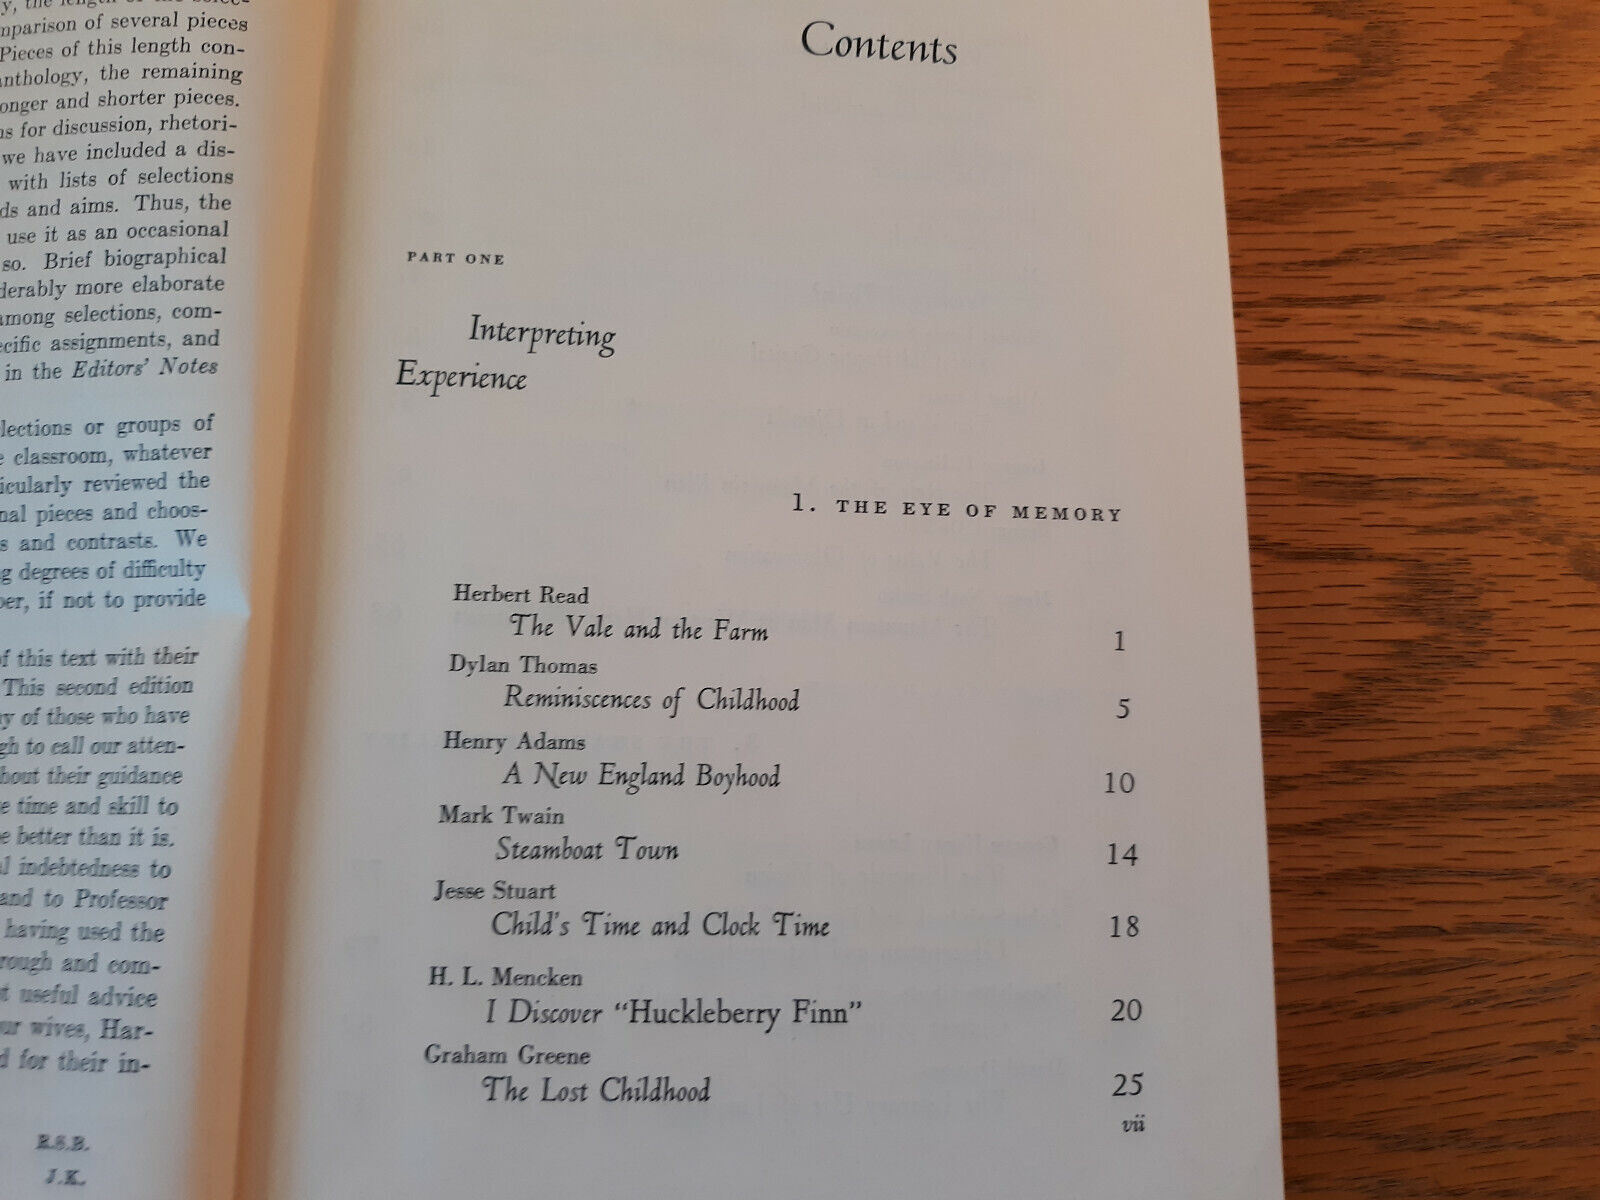 mparison of several pieces
Pieces of this length con-
anthology, the remaining
onger and shorter pieces.
ns for discussion, rhetori-
we have included a dis-
with lists of selections
ds and aims. Thus, the
use it as an occasional
so. Brief biographical
derably more elaborate
among selections, com-
ecific assignments, and
in the Editors' Notes
lections or groups of
e classroom, whatever
icularly reviewed the
nal pieces and choos-
s and contrasts. We
g degrees of difficulty
per, if not to provide
of this text with their
This second edition
ny of those who have
gh to call our atten-
hout their guidance
e time and skill to
e better than it is.
l indebtedness to
and to Professor
having used the
rough and com-
t useful advice
ur wives, Har-
d for their in-
R.S.B.
J.K.
Contents
PART ONE
Interpreting
Experience
1. THE EYE OF MEMORY
Herbert Read
The Vale and the Farm 1
Dylan Thomas
Reminiscences of Childhood 5
Henry Adams
A New England Boyhood 10
Mark Twain
Steamboat Town 14
Jesse Stuart
Child's Time and Clock Time 18
H. L. Mencken
I Discover “Huckleberry Finn” 20
Graham Greene
The Lost Childhood 25
vii